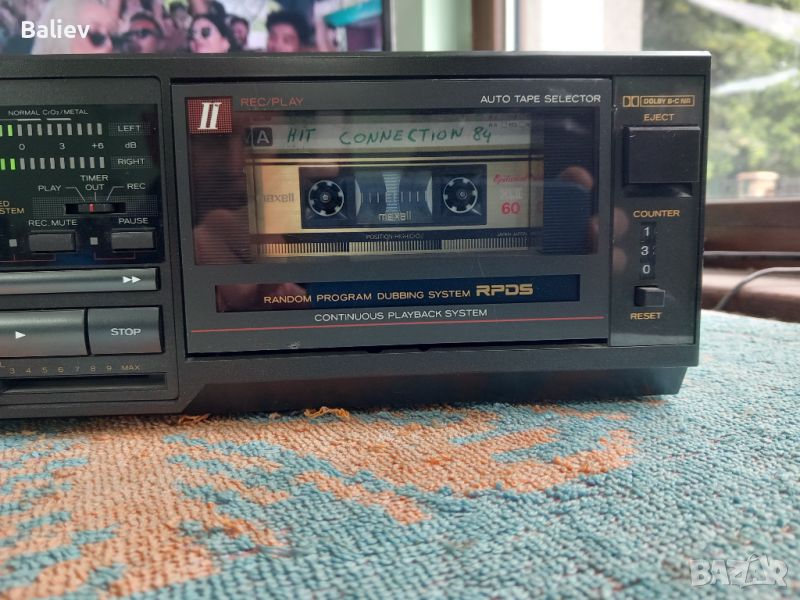 Baliev
NORMAL CrO2/METAL
LEFT
0 3 +6 dB
RIGHT
TIMER
PLAY OUT REC
REC.MUTE PAUSE
STOP
3 4 5 6 7 8 9 MAX
II REC/PLAY AUTO TAPE SELECTOR
A HIT CONNECTION 84
maxell
maxell
60
POSITION HIGH
RANDOM PROGRAM DUBBING SYSTEM RPDS
CONTINUOUS PLAYBACK SYSTEM
DOLBY B-C NR
EJECT
COUNTER
1
3
0
RESET
BAZAR